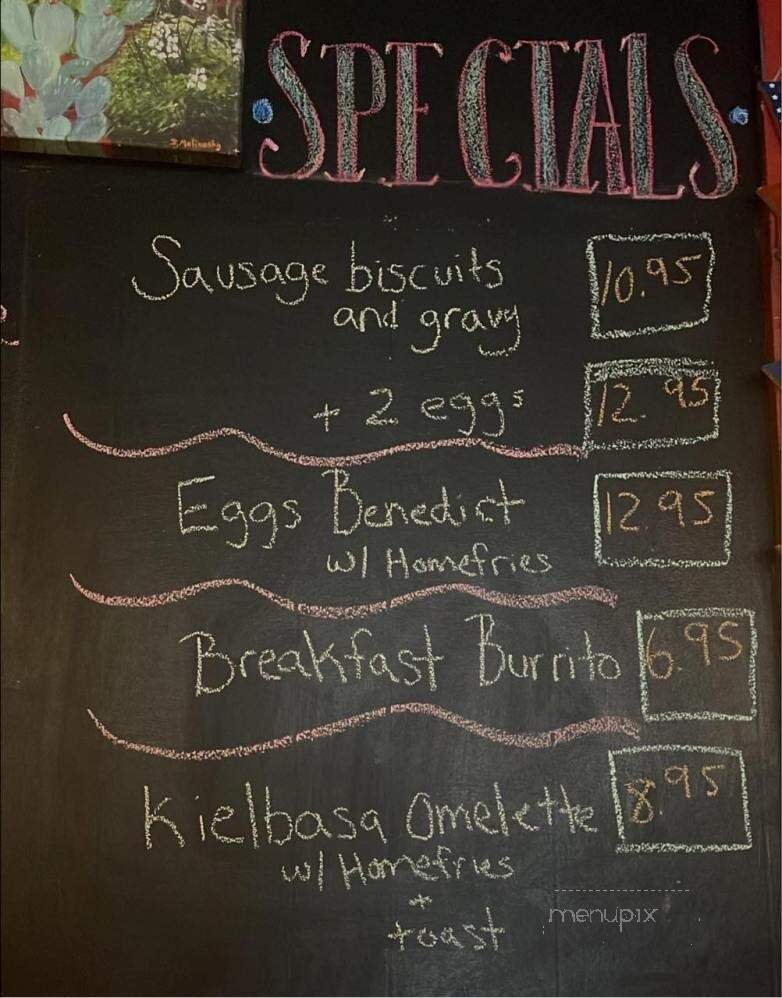 SPECIALS
Sausage biscuits 10.95
and gravy
+ 2 eggs 12.95
Eggs Benedict 12.95
w/ Homefries
Breakfast Burrito 6.95
Kielbasa Omelette 8.95
w/ Homefries
+
toast
menupix